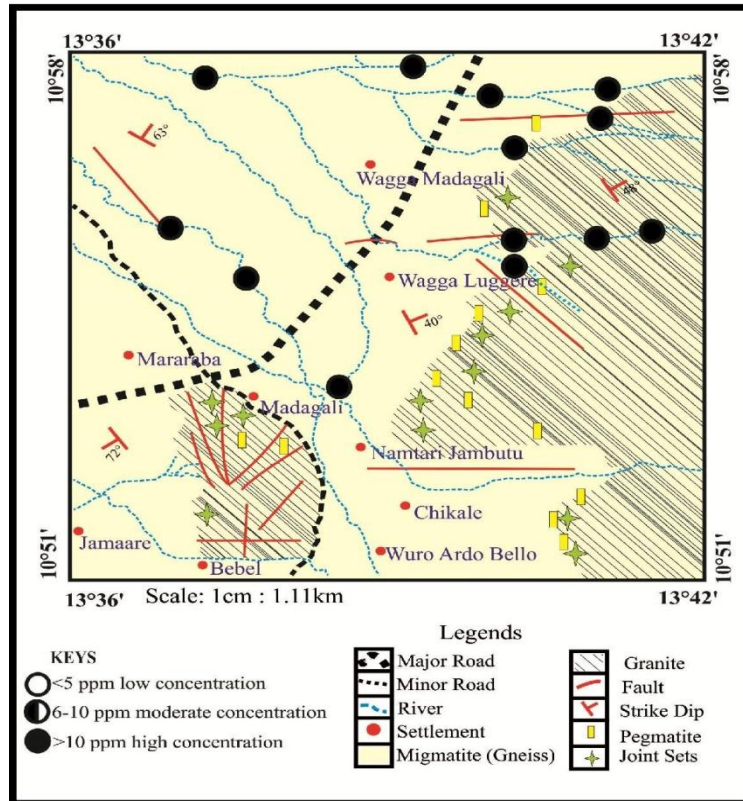 13°36' 13°42'
10°58' 10°58'
63°
Wagga Madagali
48°
Wagga Luggere
40°
Mararaba
Madagali
72°
Namtari Jambutu
Chikale
Jamaare
Wuro Ardo Bello
Bebel
10°51' 10°51'
13°36' 13°42'
Scale: 1cm : 1.11km
Legends
KEYS
<5 ppm low concentration
6-10 ppm moderate concentration
>10 ppm high concentration
Major Road
Minor Road
River
Settlement
Migmatite (Gneiss)
Granite
Fault
Strike Dip
Pegmatite
Joint Sets